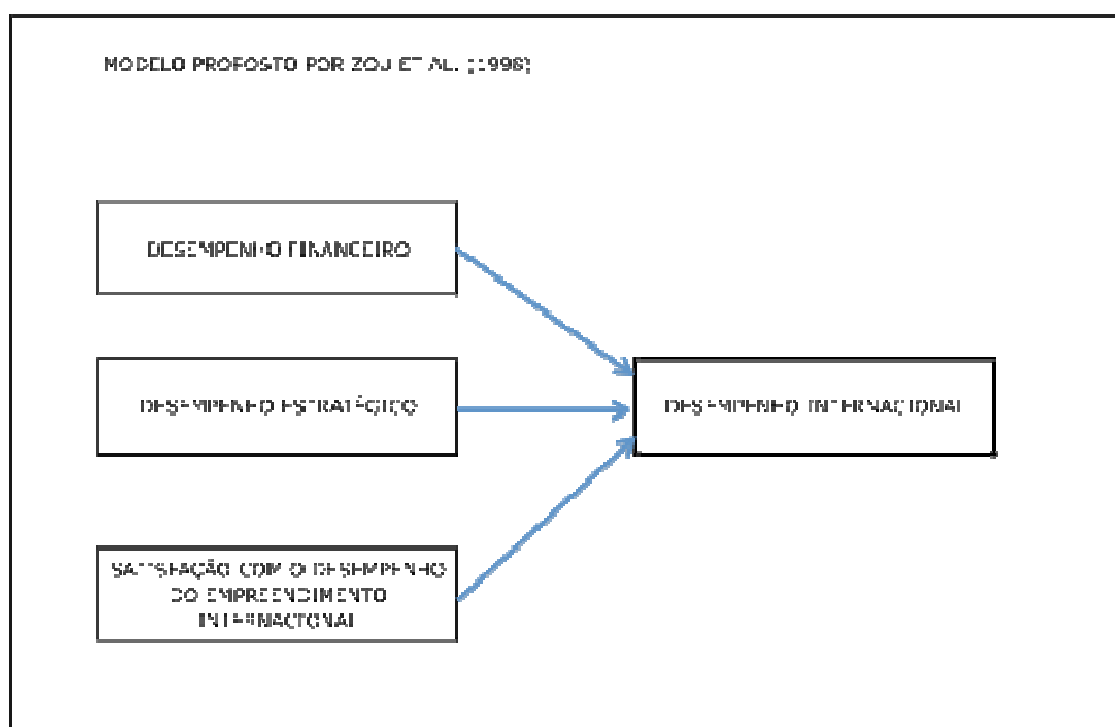 MODELO PROPOSTO POR ZOU ET AL. (1998)
DESEMPENHO FINANCEIRO
DESEMPENHO ESTRATÉGICO
DESEMPENHO INTERNACIONAL
SATISFAÇÃO COM O DESEMPENHO
DO EMPREENDIMENTO
INTERNACIONAL